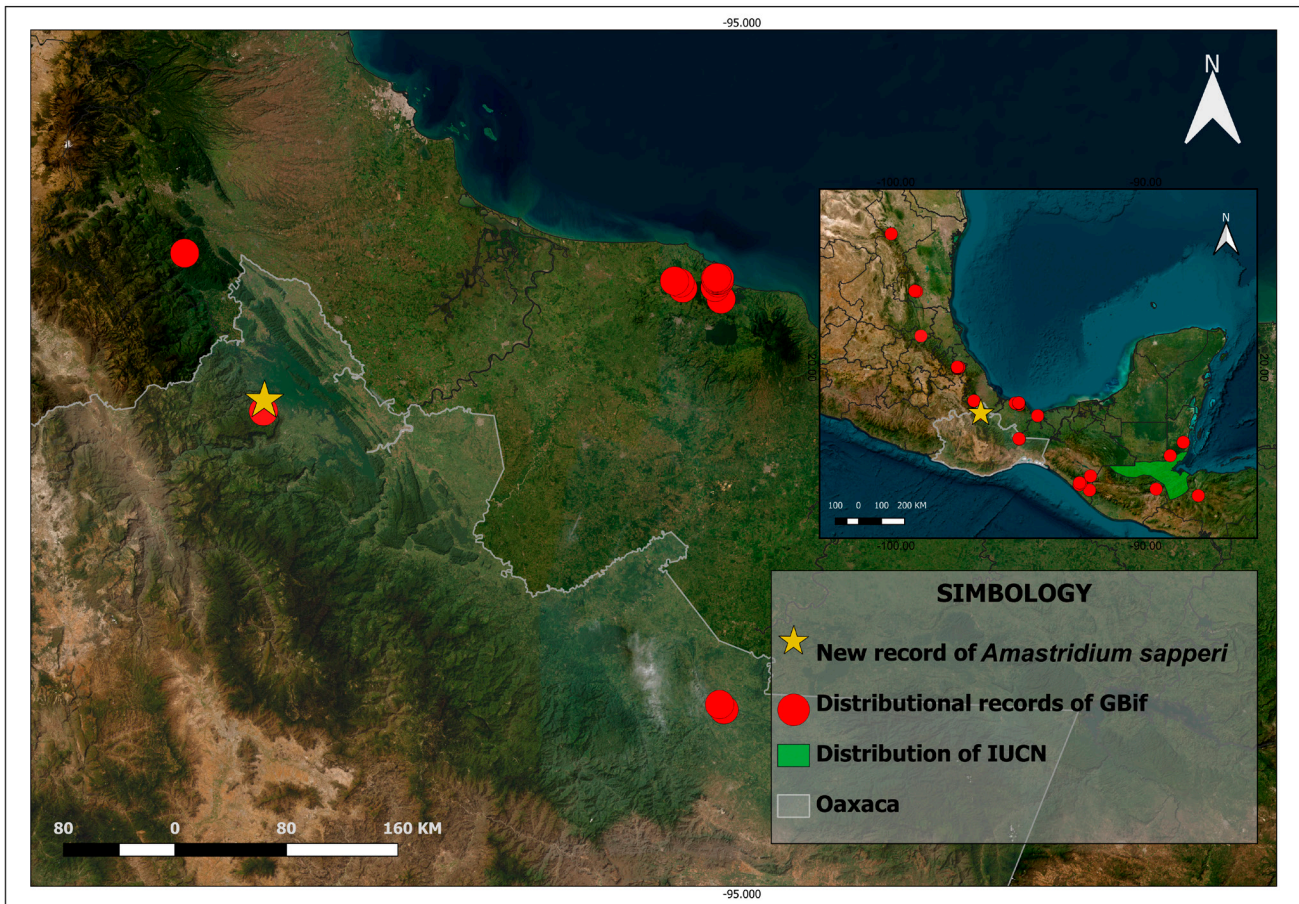 -95.000
N
-100.00
-90.00
N
20.00
20.00
100 0 100 200 KM
-100.00
-90.00
SIMBOLOGY
New record of Amastridium sapperi
Distributional records of GBif
Distribution of IUCN
Oaxaca
80 0 80 160 KM
-95.000